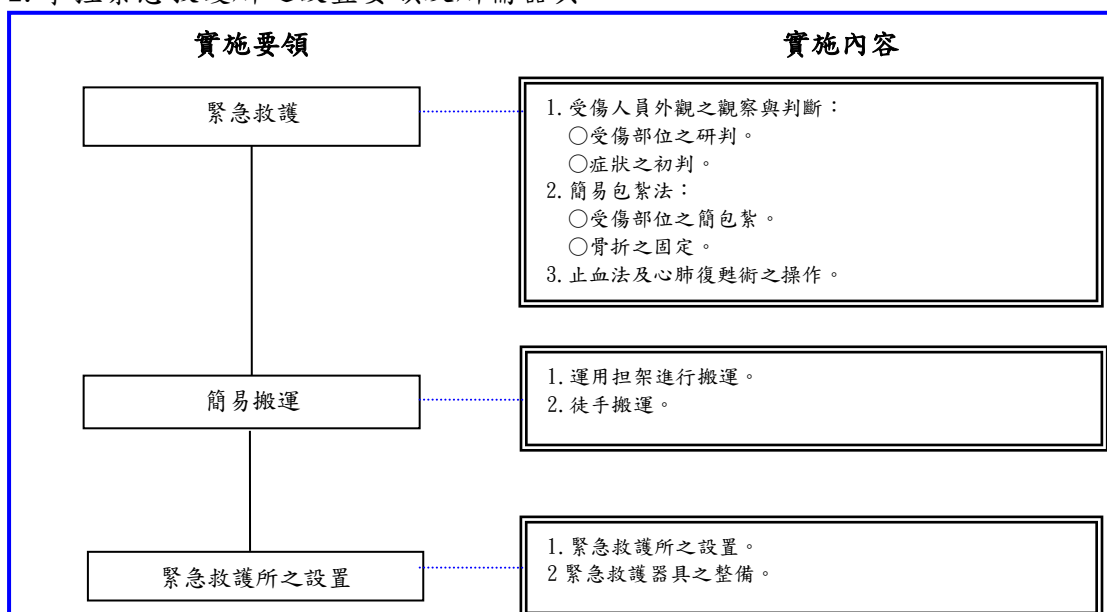 實施要領
實施內容
緊急救護
1.受傷人員外觀之觀察與判斷：
○受傷部位之研判。
○症狀之初判。
2.簡易包紮法：
○受傷部位之簡包紮。
○骨折之固定。
3.止血法及心肺復甦術之操作。
簡易搬運
1.運用担架進行搬運。
2.徒手搬運。
緊急救護所之設置
1.緊急救護所之設置。
2 緊急救護器具之整備。